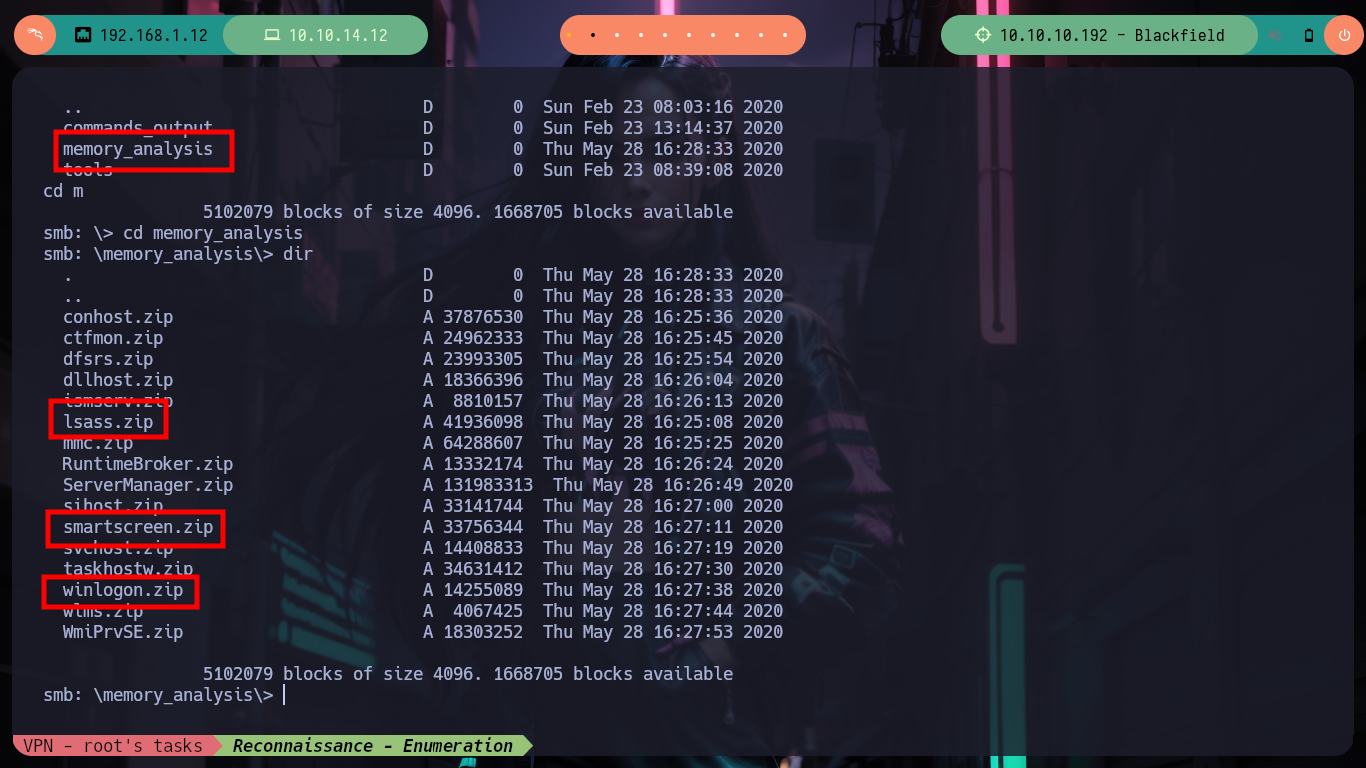 192.168.1.12 10.10.14.12 10.10.10.192 - Blackfield
.. D 0 Sun Feb 23 08:03:16 2020
commands_output D 0 Sun Feb 23 13:14:37 2020
memory_analysis D 0 Thu May 28 16:28:33 2020
tools D 0 Sun Feb 23 08:39:08 2020
cd m
5102079 blocks of size 4096. 1668705 blocks available
smb: \> cd memory_analysis
smb: \memory_analysis\> dir
. D 0 Thu May 28 16:28:33 2020
.. D 0 Thu May 28 16:28:33 2020
conhost.zip A 37876530 Thu May 28 16:25:36 2020
ctfmon.zip A 24962333 Thu May 28 16:25:45 2020
dfsrs.zip A 23993305 Thu May 28 16:25:54 2020
dllhost.zip A 18366396 Thu May 28 16:26:04 2020
ismserv.zip A 8810157 Thu May 28 16:26:13 2020
lsass.zip A 41936098 Thu May 28 16:25:08 2020
mmc.zip A 64288607 Thu May 28 16:25:25 2020
RuntimeBroker.zip A 13332174 Thu May 28 16:26:24 2020
ServerManager.zip A 131983313 Thu May 28 16:26:49 2020
sihost.zip A 33141744 Thu May 28 16:27:00 2020
smartscreen.zip A 33756344 Thu May 28 16:27:11 2020
svchost.zip A 14408833 Thu May 28 16:27:19 2020
taskhostw.zip A 34631412 Thu May 28 16:27:30 2020
winlogon.zip A 14255089 Thu May 28 16:27:38 2020
wlms.zip A 4067425 Thu May 28 16:27:44 2020
WmiPrvSE.zip A 18303252 Thu May 28 16:27:53 2020
5102079 blocks of size 4096. 1668705 blocks available
smb: \memory_analysis\>
VPN - root's tasks Reconnaissance - Enumeration